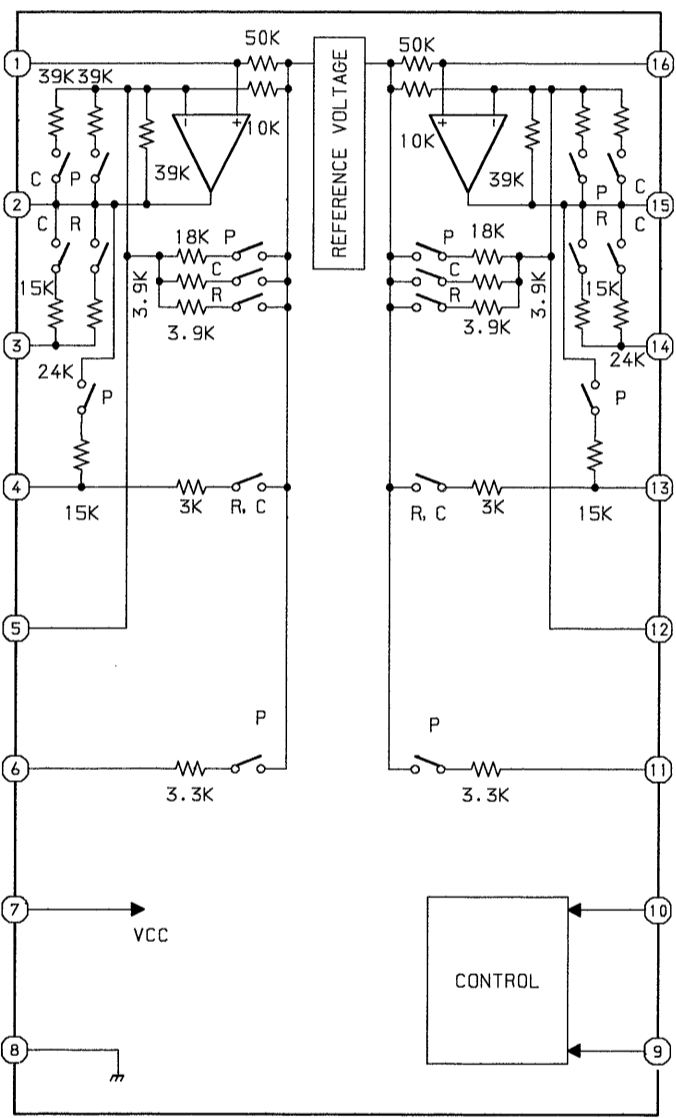 50K
50K
1
16
39K 39K
REFERENCE VOLTAGE
- +
+ -
10K
10K
39K
39K
C P
P C
2
15
C R
R C
18K P
P 18K
3.9K
C
C
3.9K
15K
R
R
15K
3.9K
3.9K
3
14
24K
24K
P
P
4
13
15K
3K
R, C
R, C
3K
15K
5
12
P
P
6
11
3.3K
3.3K
7
10
VCC
CONTROL
8
9